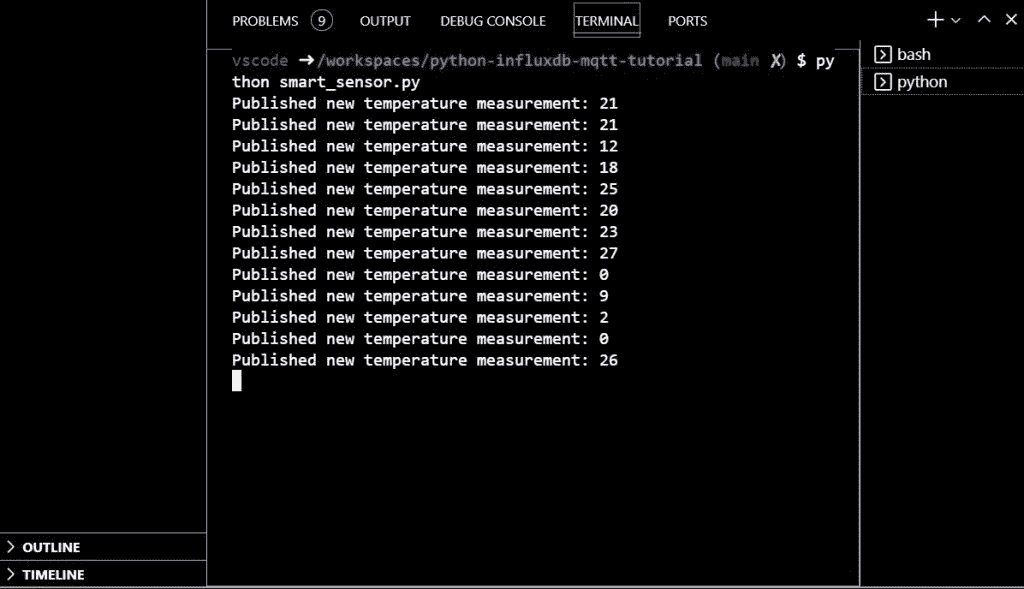 PROBLEMS 9 OUTPUT DEBUG CONSOLE TERMINAL PORTS
vscode ➜/workspaces/python-influxdb-mqtt-tutorial (main X) $ py
thon smart_sensor.py
Published new temperature measurement: 21
Published new temperature measurement: 21
Published new temperature measurement: 12
Published new temperature measurement: 18
Published new temperature measurement: 25
Published new temperature measurement: 20
Published new temperature measurement: 23
Published new temperature measurement: 27
Published new temperature measurement: 0
Published new temperature measurement: 9
Published new temperature measurement: 2
Published new temperature measurement: 0
Published new temperature measurement: 26
bash
python
OUTLINE
TIMELINE